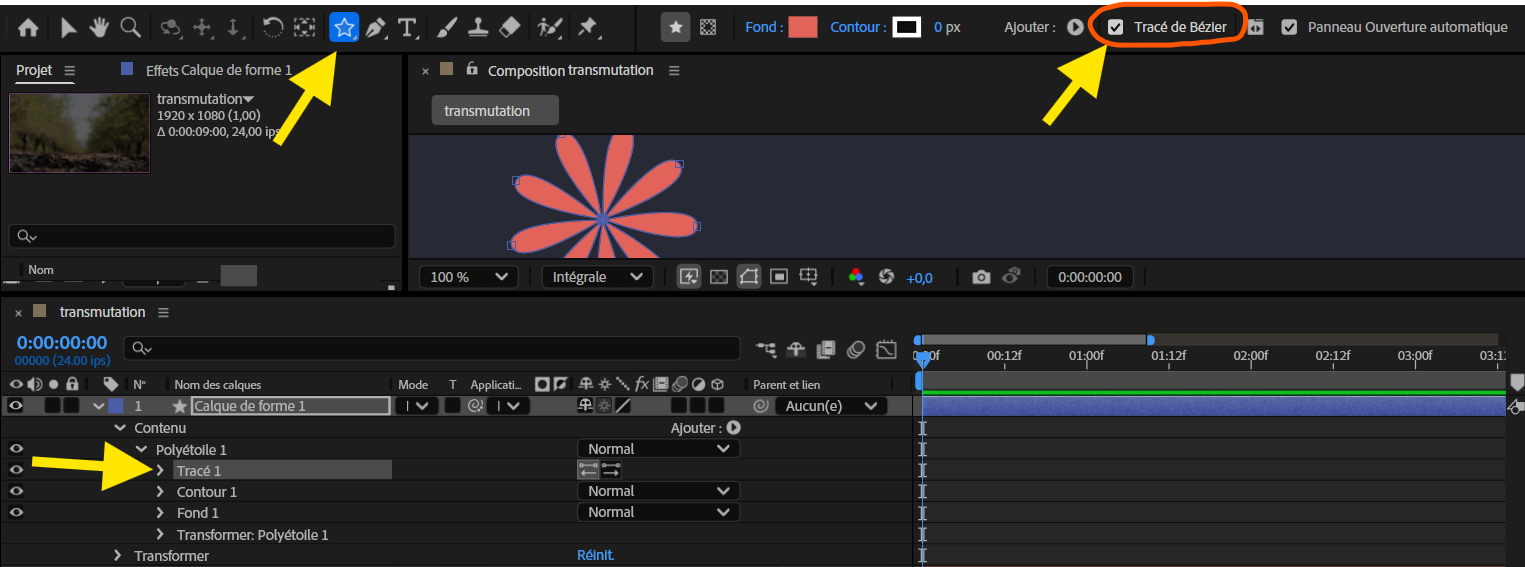 Fond : Contour : 0 px Ajouter : Tracé de Bézier Panneau Ouverture automatique
Projet Effets Calque de forme 1
transmutation
1920 x 1080 (1,00)
Δ 0:00:09:00, 24,00 ips
Nom
× Composition transmutation
transmutation
100 % Intégrale +0,0 0:00:00:00
× transmutation
0:00:00:00
00000 (24.00 ips)
00:12f 01:00f 01:12f 02:00f 02:12f 03:00f
N° Nom des calques Mode T Applicati... Parent et lien
1 Calque de forme 1 Aucun(e)
Contenu Ajouter :
Polyétoile 1 Normal
Tracé 1
Contour 1 Normal
Fond 1 Normal
Transformer: Polyétoile 1
Transformer Réinit.